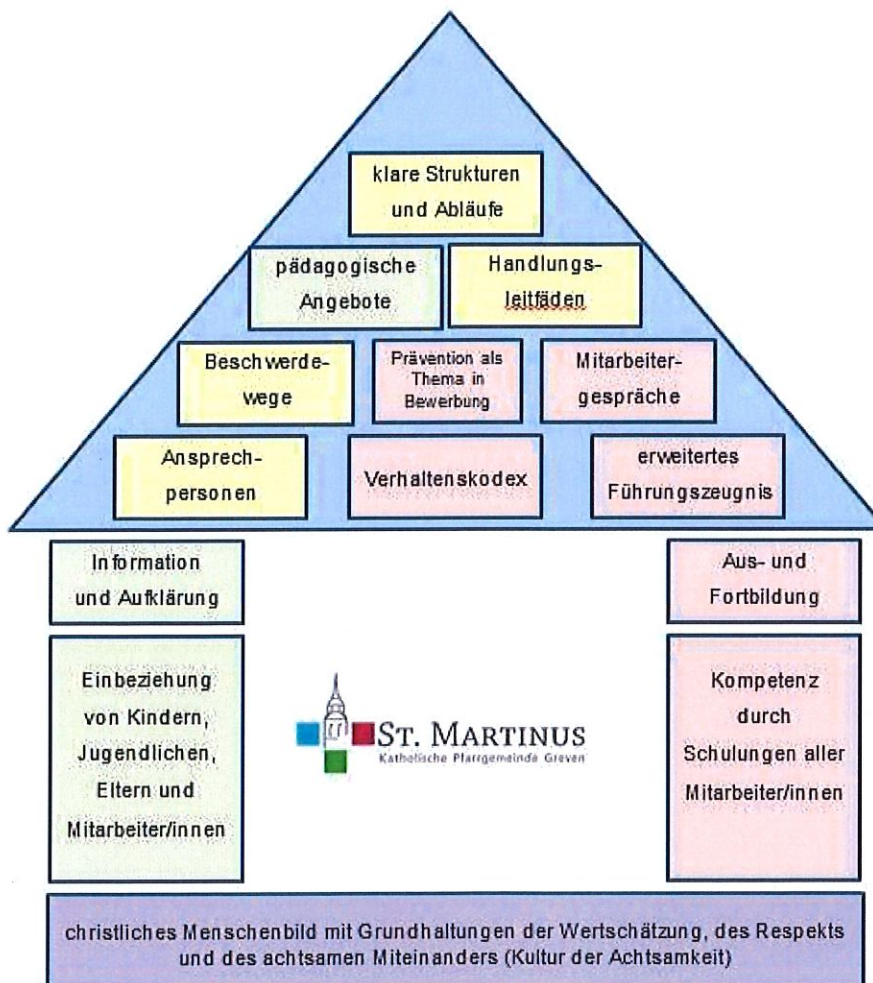 klare Strukturen
und Abläufe
pädagogische
Angebote
Handlungs-
leitfäden
Beschwerde-
wege
Prävention als
Thema in
Bewerbung
Mitarbeiter-
gespräche
Ansprech-
personen
Verhaltenskodex
erweitertes
Führungszeugnis
Information
und Aufklärung
Aus- und
Fortbildung
Einbeziehung
von Kindern,
Jugendlichen,
Eltern und
Mitarbeiter/innen
ST. MARTINUS
Katholische Pfarrgemeinde Greven
Kompetenz
durch
Schulungen aller
Mitarbeiter/innen
christliches Menschenbild mit Grundhaltungen der Wertschätzung, des Respekts
und des achtsamen Miteinanders (Kultur der Achtsamkeit)